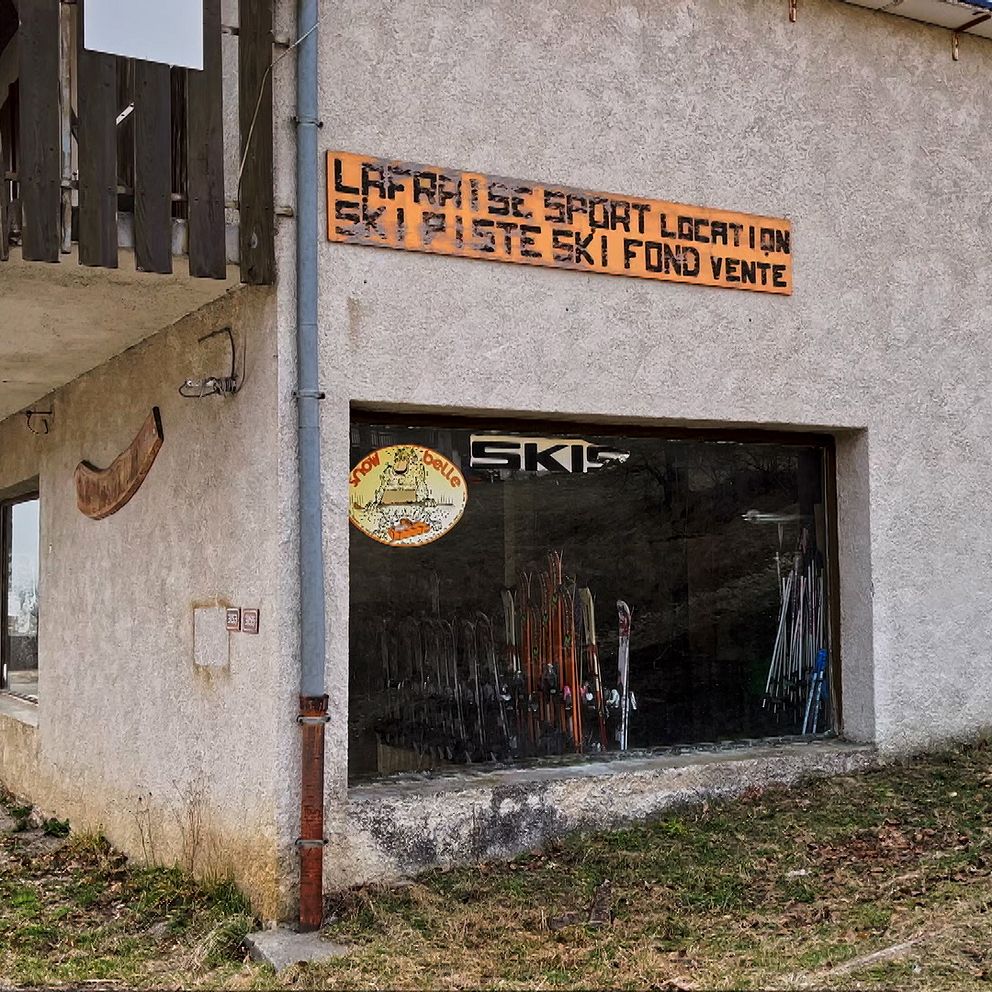 LAFRAISE SPORT LOCATION
SKI PISTE SKI FOND VENTE
SKIS
snow belle